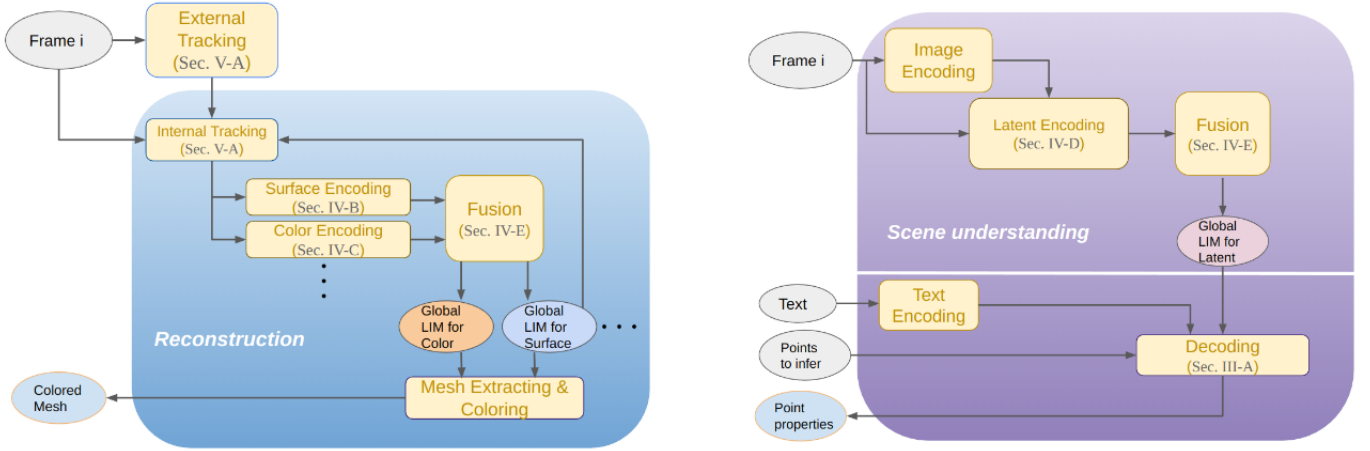 External
Tracking
(Sec. V-A)
Frame i
Internal Tracking
(Sec. V-A)
Surface Encoding
(Sec. IV-B)
Color Encoding
(Sec. IV-C)
Fusion
(Sec. IV-E)
Global
LIM for
Color
Global
LIM for
Surface
Reconstruction
Mesh Extracting &
Coloring
Colored
Mesh
Frame i
Image
Encoding
Latent Encoding
(Sec. IV-D)
Fusion
(Sec. IV-E)
Global
LIM for
Latent
Scene understanding
Text
Text
Encoding
Points
to infer
Decoding
(Sec. III-A)
Point
properties